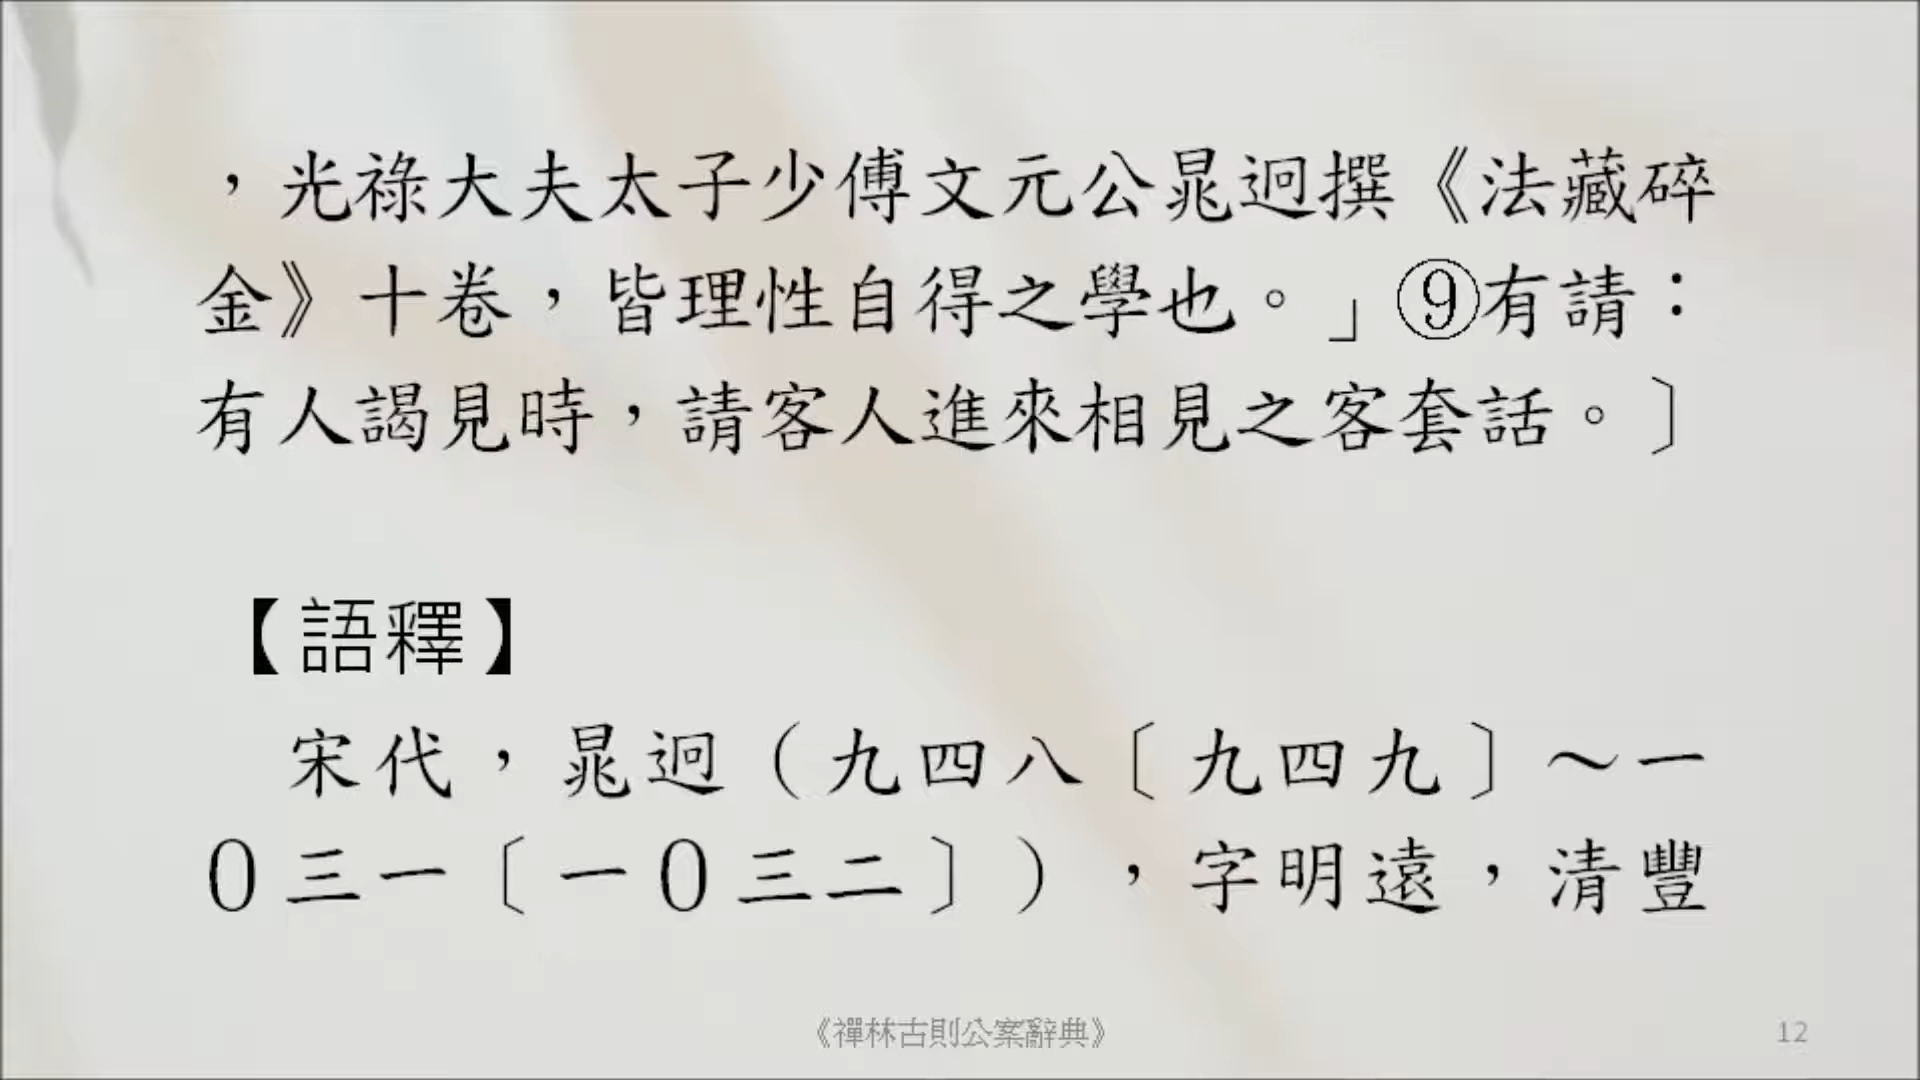 ，光祿大夫太子少傅文元公晁迥撰《法藏碎
金》十卷，皆理性自得之學也。」⑨有請：
有人謁見時，請客人進來相見之客套話。〕
【語釋】
宋代，晁迥（九四八〔九四九〕～一
０三一〔一０三二〕），字明遠，清豐
《禪林古則公案辭典》
12